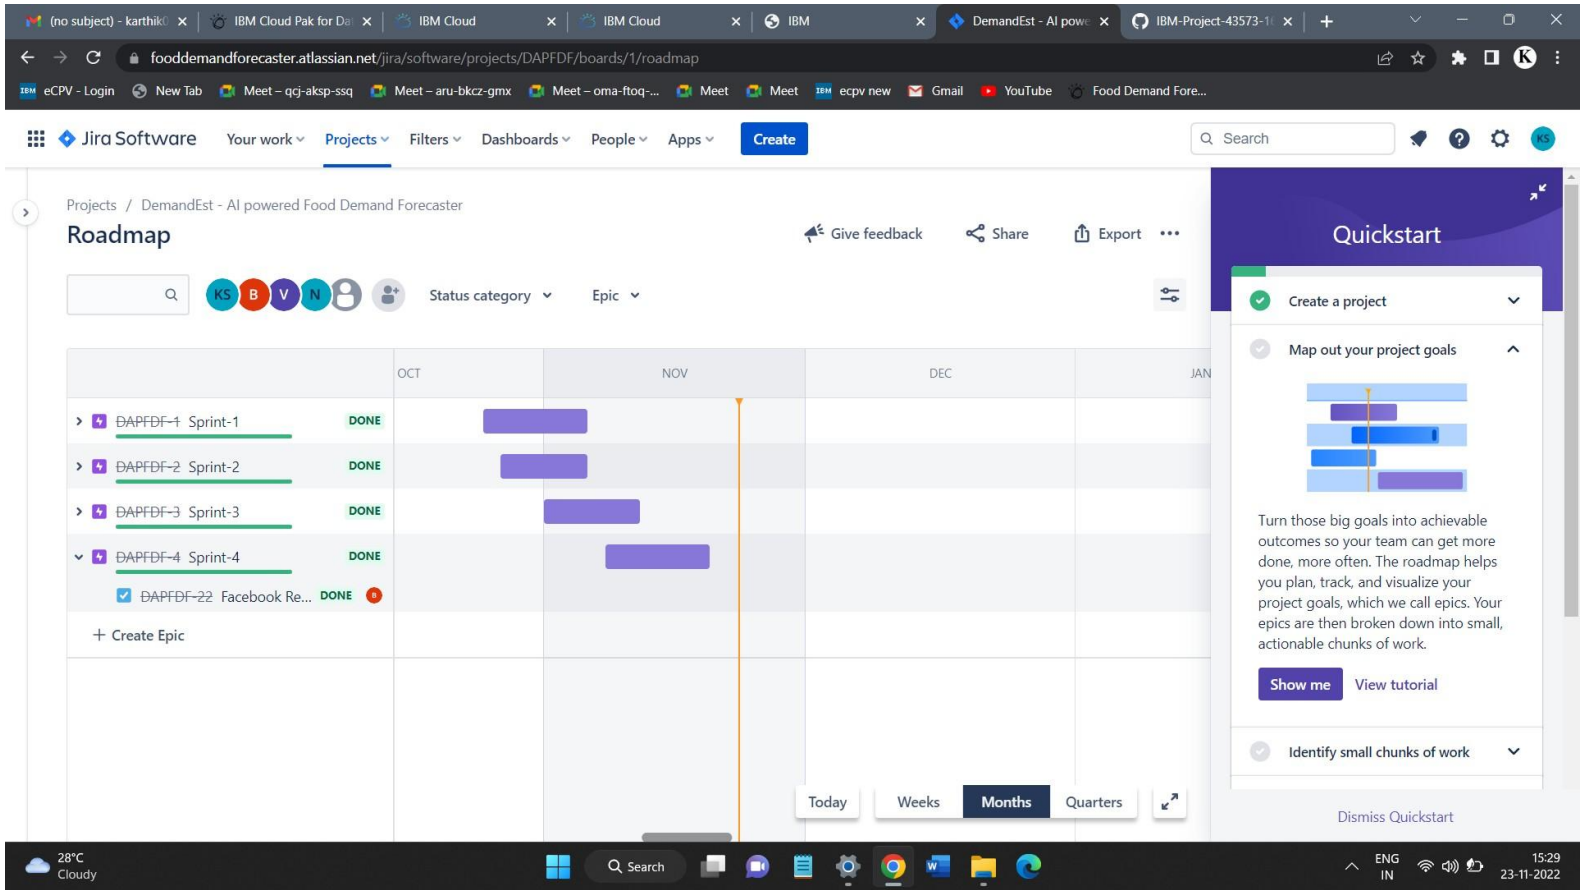 (no subject) - karthik
IBM Cloud Pak for Da
IBM Cloud
IBM Cloud
IBM
DemandEst - AI powe
IBM-Project-43573-1
fooddemandforecaster.atlassian.net/jira/software/projects/DAPFDF/boards/1/roadmap
K
IBM eCPV - Login
New Tab
Meet – qcj-aksp-ssq
Meet – aru-bkcz-gmx
Meet – oma-ftoq-...
Meet
Meet
IBM ecpv new
Gmail
YouTube
Food Demand Fore...
Jira Software
Your work
Projects
Filters
Dashboards
People
Apps
Create
Search
KS
Projects / DemandEst - AI powered Food Demand Forecaster
Roadmap
Give feedback
Share
Export
KS B V N
Status category
Epic
OCT NOV DEC JAN
DAPFDF-1 Sprint-1 DONE
DAPFDF-2 Sprint-2 DONE
DAPFDF-3 Sprint-3 DONE
DAPFDF-4 Sprint-4 DONE
DAPFDF-22 Facebook Re... DONE B
+ Create Epic
Today
Weeks
Months
Quarters
Quickstart
Create a project
Map out your project goals
Turn those big goals into achievable
outcomes so your team can get more
done, more often. The roadmap helps
you plan, track, and visualize your
project goals, which we call epics. Your
epics are then broken down into small,
actionable chunks of work.
Show me
View tutorial
Identify small chunks of work
Dismiss Quickstart
28°C
Cloudy
Search
ENG
IN
15:29
23-11-2022